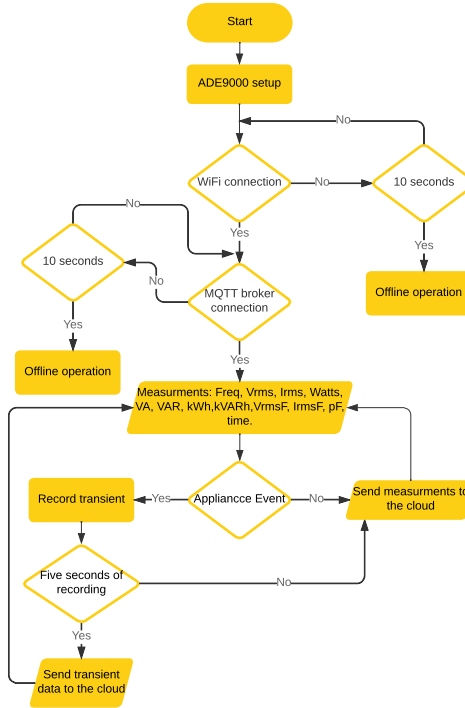 Start
ADE9000 setup
No
WiFi connection
No
10 seconds
Yes
Yes
No
10 seconds
No
MQTT broker
connection
Offline operation
Yes
Offline operation
Yes
Measurments: Freq, Vrms, Irms, Watts,
VA, VAR, kWh,kVARh,VrmsF, IrmsF, pF,
time.
Record transient
Yes
Appliancce Event
No
Send measurments to
the cloud
Five seconds of
recording
No
Yes
Send transient
data to the cloud